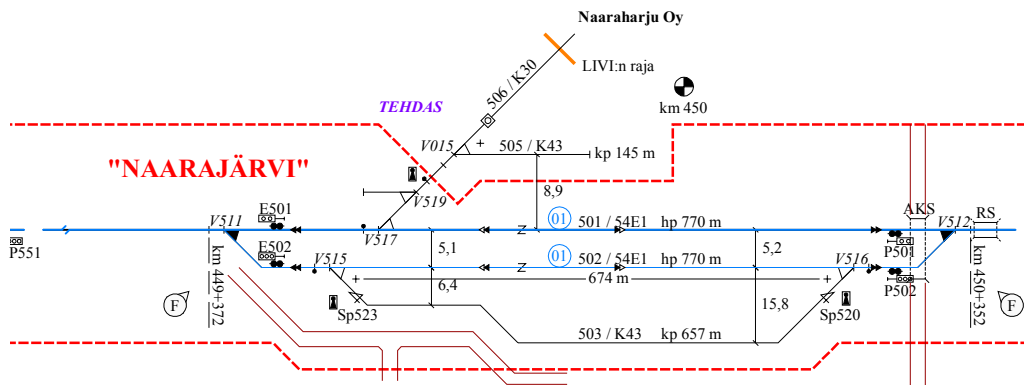 Naaraharju Oy
LIVI:n raja
506 / K30
km 450
TEHDAS
V015
505 / K43
kp 145 m
"NAARAJÄRVI"
V519
8,9
E501
AKS
RS
V511
01
501 / 54E1 hp 770 m
V512
P551
V517
P501
E502
5,1
01
5,2
V515
502 / 54E1 hp 770 m
V516
P502
6,4
674 m
km 449+372
km 450+352
F
Sp523
15,8
Sp520
F
503 / K43 kp 657 m